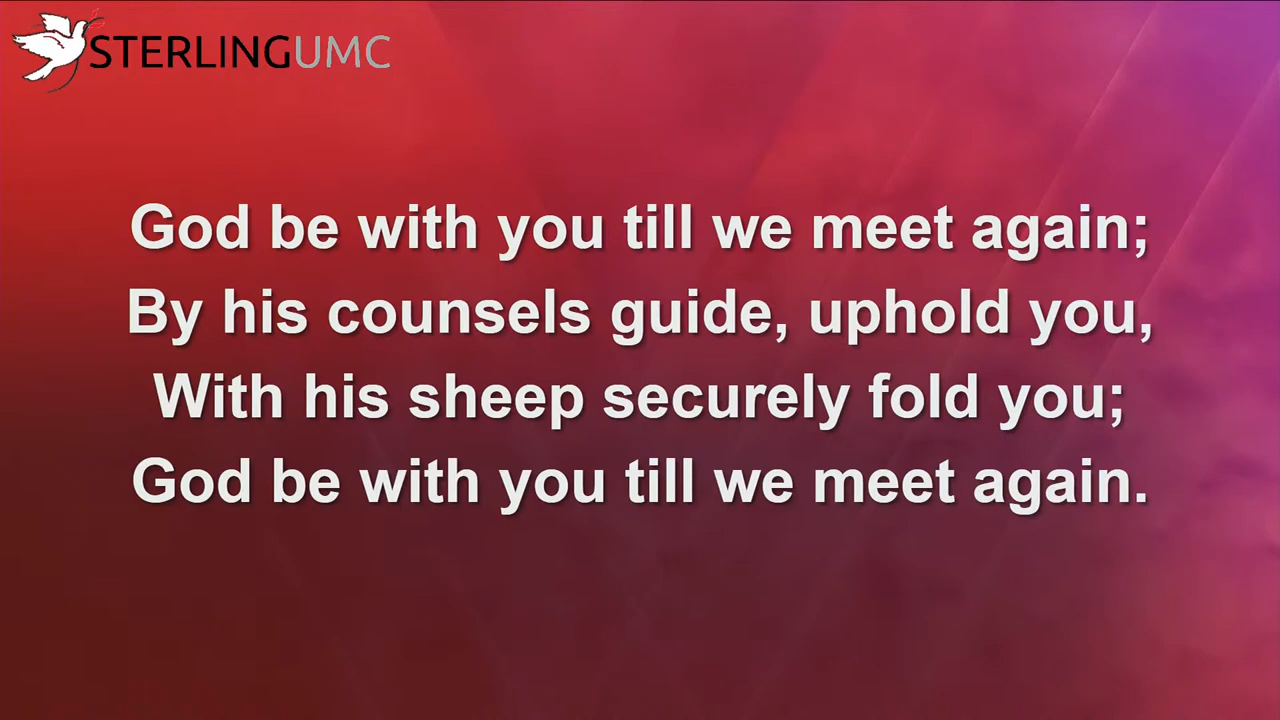 STERLINGUMC
God be with you till we meet again;
By his counsels guide, uphold you,
With his sheep securely fold you;
God be with you till we meet again.